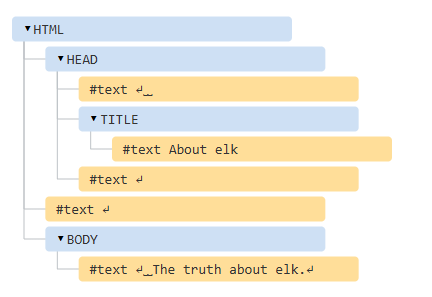 ▼HTML
▼HEAD
#text ↵␣␣
▼TITLE
#text About elk
#text ↵
#text ↵
▼BODY
#text ↵␣␣The truth about elk.↵